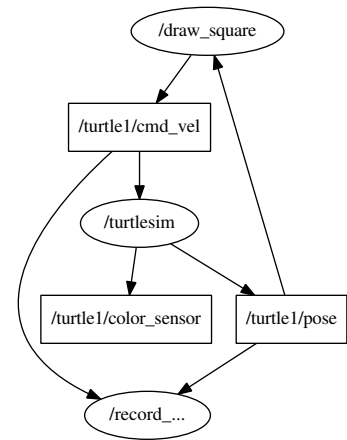 /draw_square
/turtle1/cmd_vel
/turtlesim
/turtle1/color_sensor
/turtle1/pose
/record_...